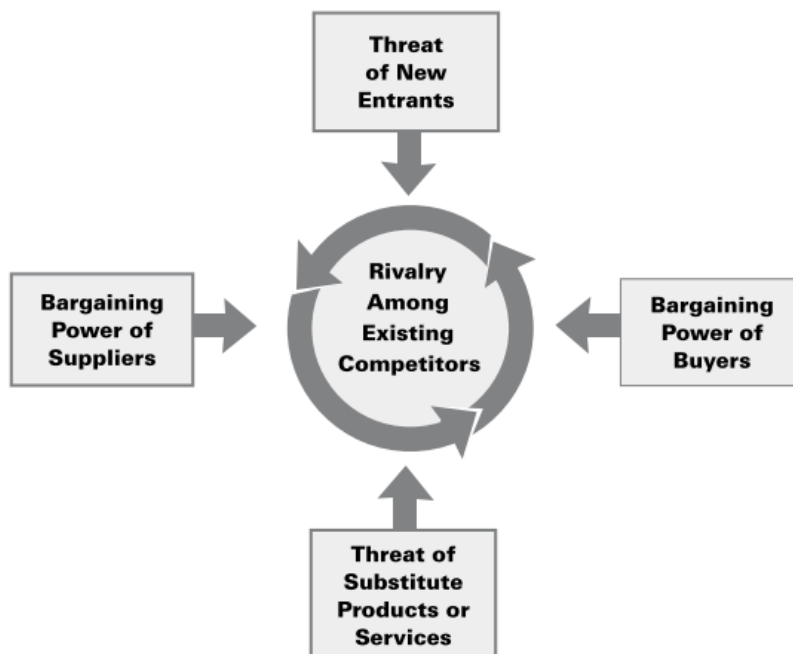 Threat
of New
Entrants
Rivalry
Among
Existing
Competitors
Bargaining
Power of
Suppliers
Bargaining
Power of
Buyers
Threat of
Substitute
Products or
Services